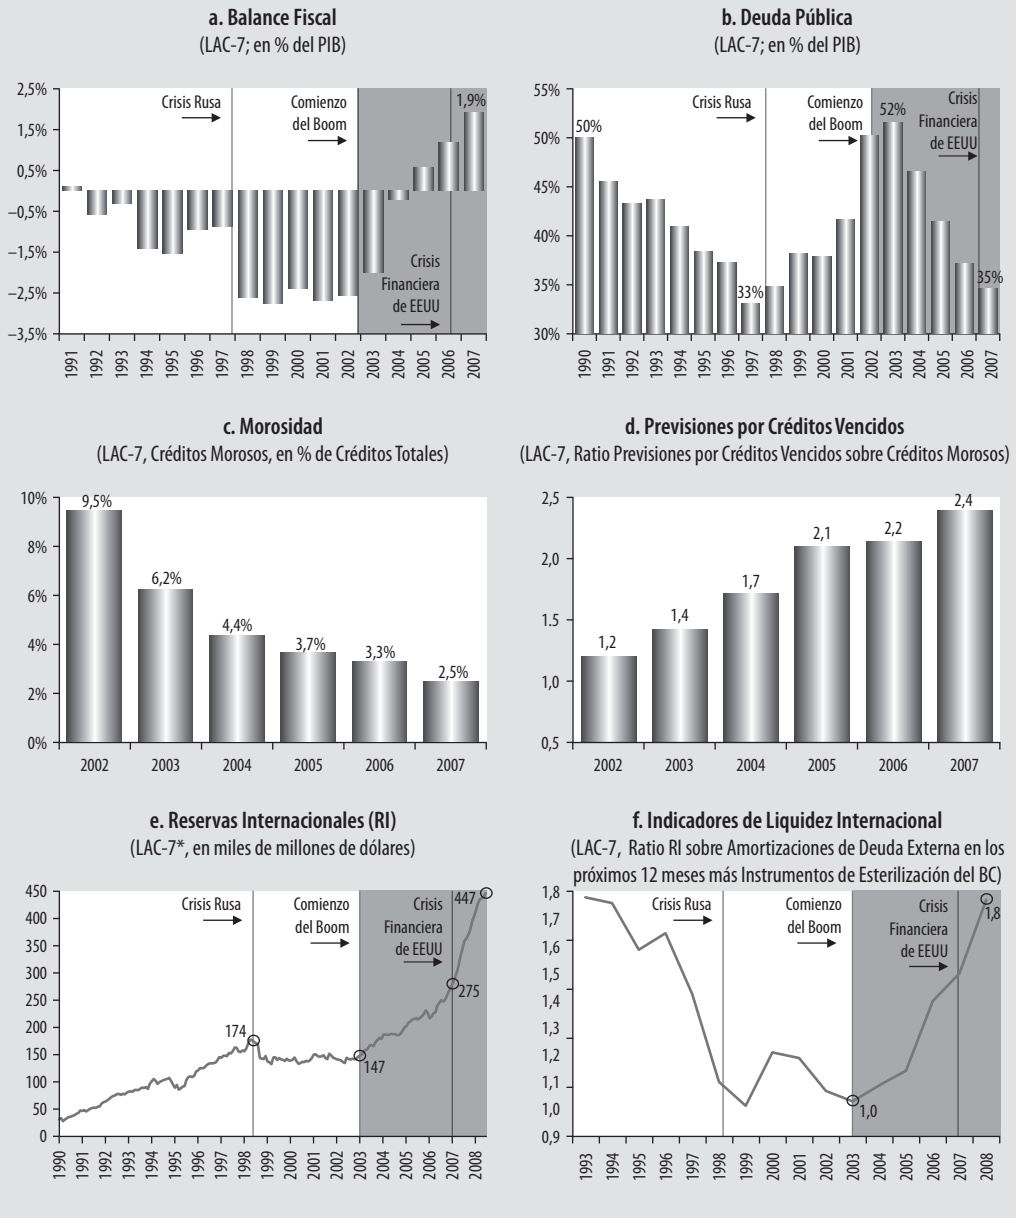 a. Balance Fiscal
(LAC-7; en % del PIB)
2,5%
1,5%
0,5%
–0,5%
–1,5%
–2,5%
–3,5%
Crisis Rusa
Comienzo
del Boom
1,9%
Crisis
Financiera
de EEUU
1991 1992 1993 1994 1995 1996 1997 1998 1999 2000 2001 2002 2003 2004 2005 2006 2007
b. Deuda Pública
(LAC-7; en % del PIB)
55%
50%
45%
40%
35%
30%
50%
Crisis Rusa
33%
Comienzo
del Boom
52%
Crisis
Financiera
de EEUU
35%
1990 1991 1992 1993 1994 1995 1996 1997 1998 1999 2000 2001 2002 2003 2004 2005 2006 2007
c. Morosidad
(LAC-7, Créditos Morosos, en % de Créditos Totales)
10%
8%
6%
4%
2%
0%
9,5%
6,2%
4,4%
3,7%
3,3%
2,5%
2002 2003 2004 2005 2006 2007
d. Previsiones por Créditos Vencidos
(LAC-7, Ratio Previsiones por Créditos Vencidos sobre Créditos Morosos)
2,5
2,0
1.5
1,0
0,5
1,2
1,4
1,7
2,1
2,2
2,4
2002 2003 2004 2005 2006 2007
e. Reservas Internacionales (RI)
(LAC-7*, en miles de millones de dólares)
450
400
350
300
250
200
150
100
50
0
Crisis Rusa
174
Comienzo
del Boom
147
Crisis
Financiera
de EEUU
447
275
1990 1991 1992 1993 1994 1995 1996 1997 1998 1999 2000 2001 2002 2003 2004 2005 2006 2007 2008
f. Indicadores de Liquidez Internacional
(LAC-7, Ratio RI sobre Amortizaciones de Deuda Externa en los
próximos 12 meses más Instrumentos de Esterilización del BC)
1,8
1,7
1,6
1,5
1,4
1,3
1,2
1,1
1,0
0,9
Crisis Rusa
Comienzo
del Boom
1,0
Crisis
Financiera
de EEUU
1,8
1993 1994 1995 1996 1997 1998 1999 2000 2001 2002 2003 2004 2005 2006 2007 2008